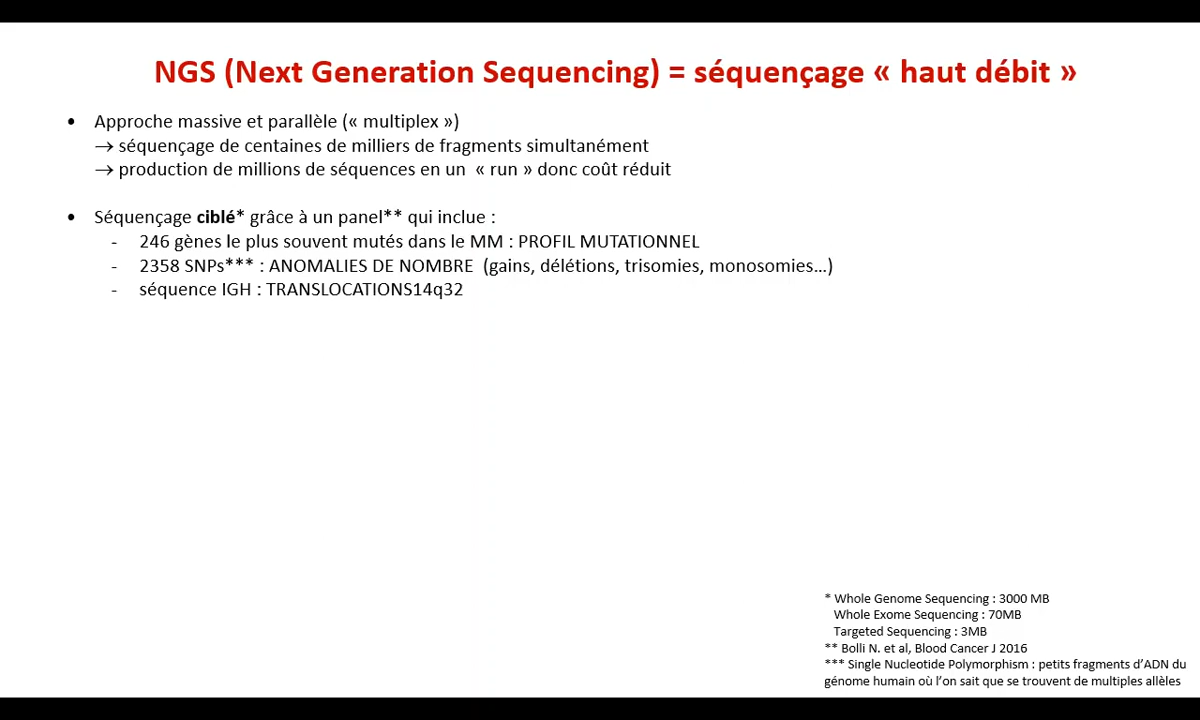 NGS (Next Generation Sequencing) = séquençage « haut débit »
• Approche massive et parallèle (« multiplex »)
→ séquençage de centaines de milliers de fragments simultanément
→ production de millions de séquences en un « run » donc coût réduit
• Séquençage ciblé* grâce à un panel** qui inclue :
- 246 gènes le plus souvent mutés dans le MM : PROFIL MUTATIONNEL
- 2358 SNPs*** : ANOMALIES DE NOMBRE (gains, délétions, trisomies, monosomies…)
- séquence IGH : TRANSLOCATIONS14q32
* Whole Genome Sequencing : 3000 MB
Whole Exome Sequencing : 70MB
Targeted Sequencing : 3MB
** Bolli N. et al, Blood Cancer J 2016
*** Single Nucleotide Polymorphism : petits fragments d’ADN du
génome humain où l’on sait que se trouvent de multiples allèles